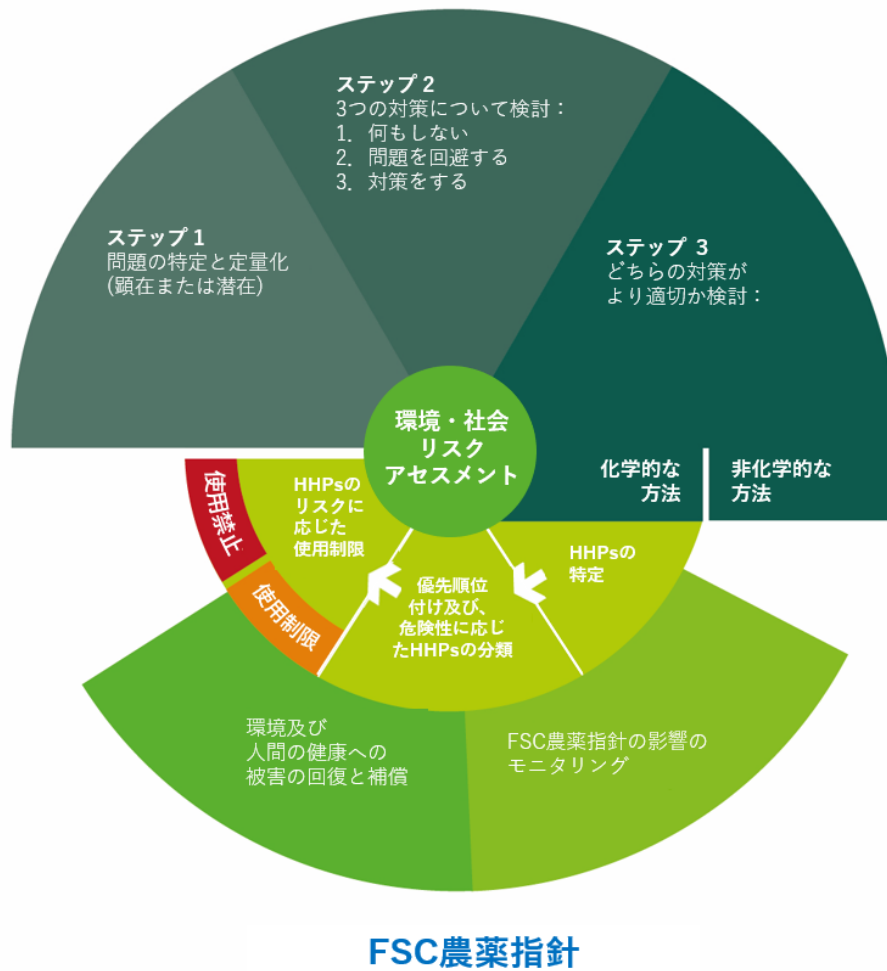 ステップ 2
3つの対策について検討：
1. 何もしない
2. 問題を回避する
3. 対策をする
ステップ 1
問題の特定と定量化
(顕在または潜在)
ステップ 3
どちらの対策が
より適切か検討：
環境・社会
リスク
アセスメント
化学的な
方法
非化学的な
方法
使用禁止
HHPsの
リスクに
応じた
使用制限
使用制限
優先順位
付け及び、
危険性に応じ
たHHPsの分類
HHPsの
特定
環境及び
人間の健康への
被害の回復と補償
FSC農薬指針の影響の
モニタリング
FSC農薬指針